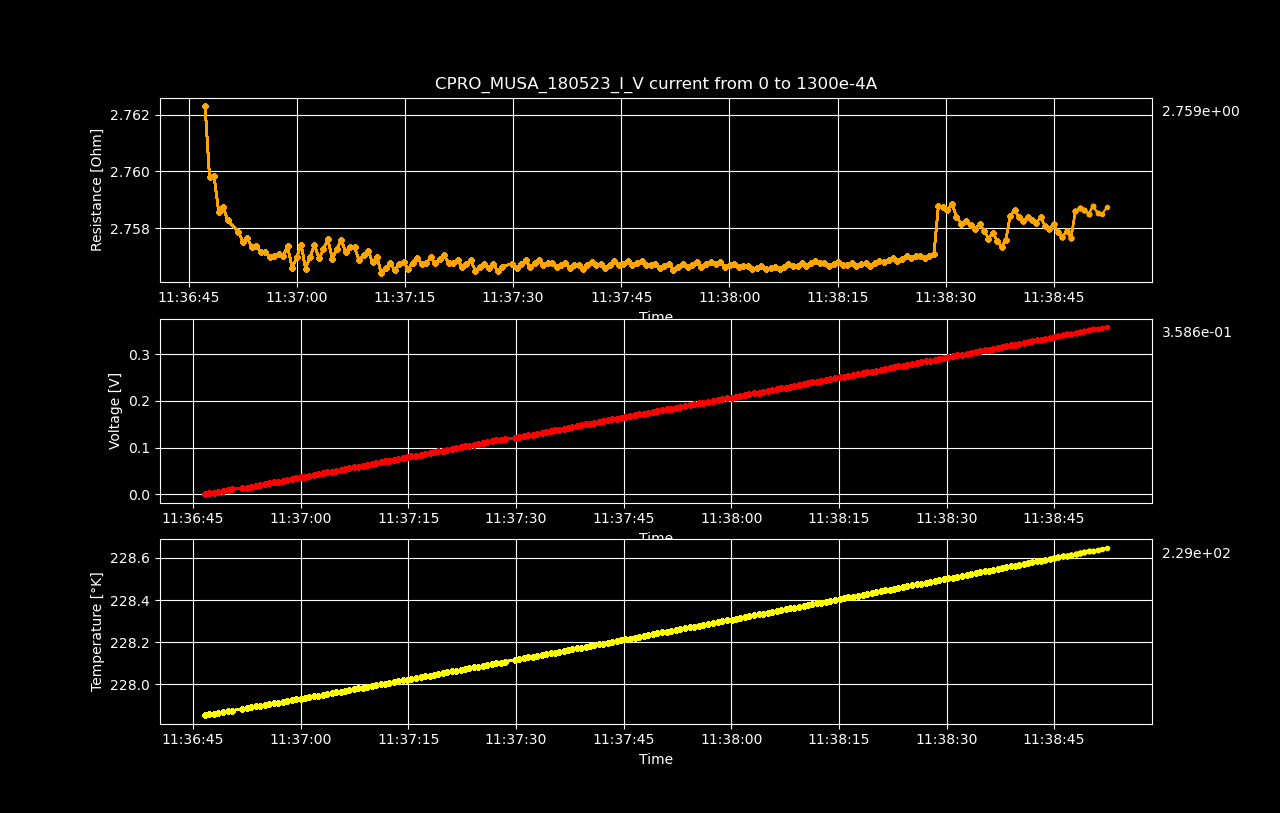 CPRO_MUSA_180523_I_V current from 0 to 1300e-4A
2.759e+00
Resistance [Ohm]
2.762
2.760
2.758
11:36:45 11:37:00 11:37:15 11:37:30 11:37:45 11:38:00 11:38:15 11:38:30 11:38:45
Time
3.586e-01
Voltage [V]
0.3
0.2
0.1
0.0
11:36:45 11:37:00 11:37:15 11:37:30 11:37:45 11:38:00 11:38:15 11:38:30 11:38:45
Time
2.29e+02
Temperature [°K]
228.6
228.4
228.2
228.0
11:36:45 11:37:00 11:37:15 11:37:30 11:37:45 11:38:00 11:38:15 11:38:30 11:38:45
Time